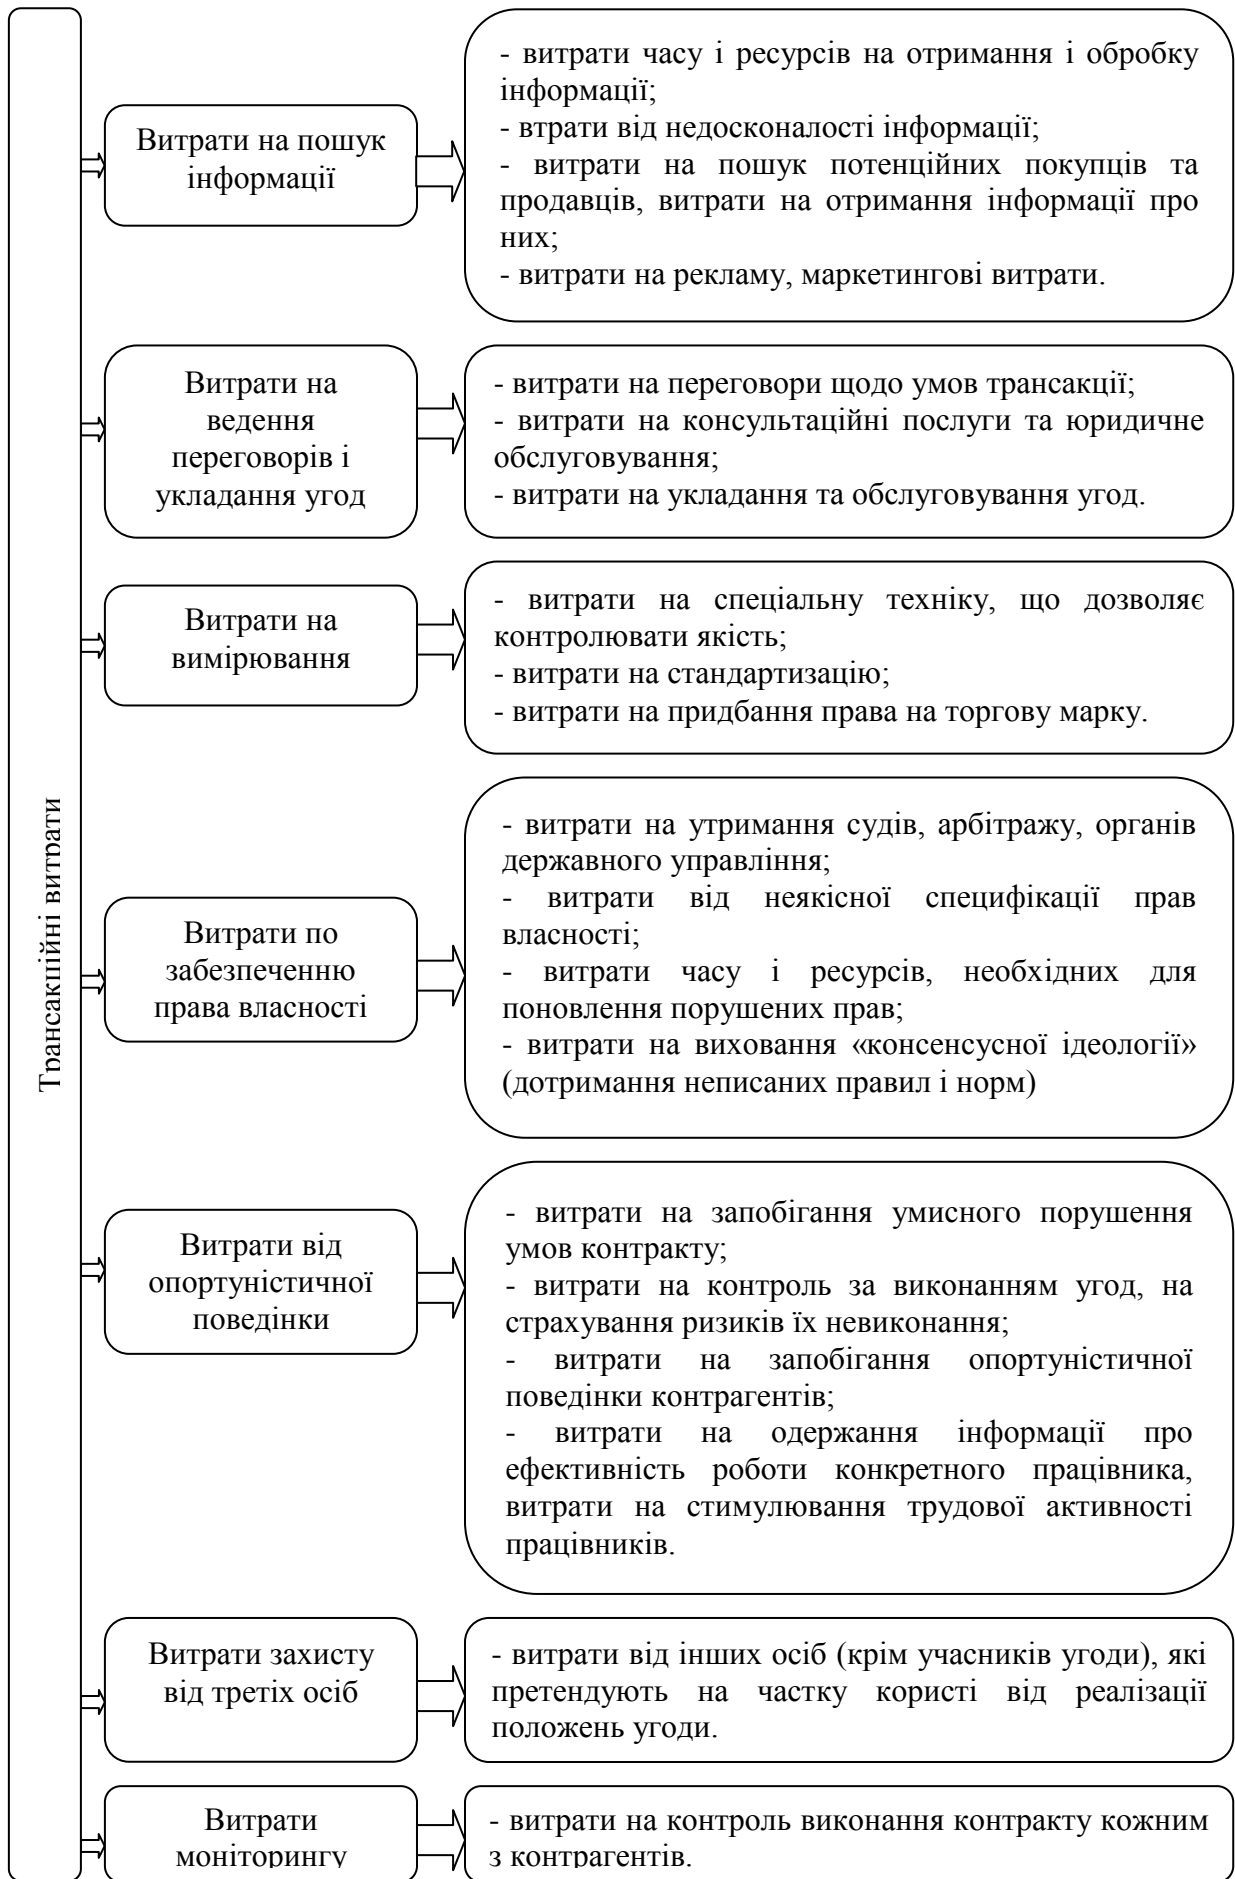 Трансакційні витрати
Витрати на пошук
інформації
- витрати часу і ресурсів на отримання і обробку
інформації;
- втрати від недосконалості інформації;
- витрати на пошук потенційних покупців та
продавців, витрати на отримання інформації про
них;
- витрати на рекламу, маркетингові витрати.
Витрати на
ведення
переговорів і
укладання угод
- витрати на переговори щодо умов трансакції;
- витрати на консультаційні послуги та юридичне
обслуговування;
- витрати на укладання та обслуговування угод.
Витрати на
вимірювання
- витрати на спеціальну техніку, що дозволяє
контролювати якість;
- витрати на стандартизацію;
- витрати на придбання права на торгову марку.
Витрати по
забезпеченню
права власності
- витрати на утримання судів, арбітражу, органів
державного управління;
- витрати від неякісної специфікації прав
власності;
- витрати часу і ресурсів, необхідних для
поновлення порушених прав;
- витрати на виховання «консенсусної ідеології»
(дотримання неписаних правил і норм)
Витрати від
опортуністичної
поведінки
- витрати на запобігання умисного порушення
умов контракту;
- витрати на контроль за виконанням угод, на
страхування ризиків їх невиконання;
- витрати на запобігання опортуністичної
поведінки контрагентів;
- витрати на одержання інформації про
ефективність роботи конкретного працівника,
витрати на стимулювання трудової активності
працівників.
Витрати захисту
від третіх осіб
- витрати від інших осіб (крім учасників угоди), які
претендують на частку користі від реалізації
положень угоди.
Витрати
моніторингу
- витрати на контроль виконання контракту кожним
з контрагентів.